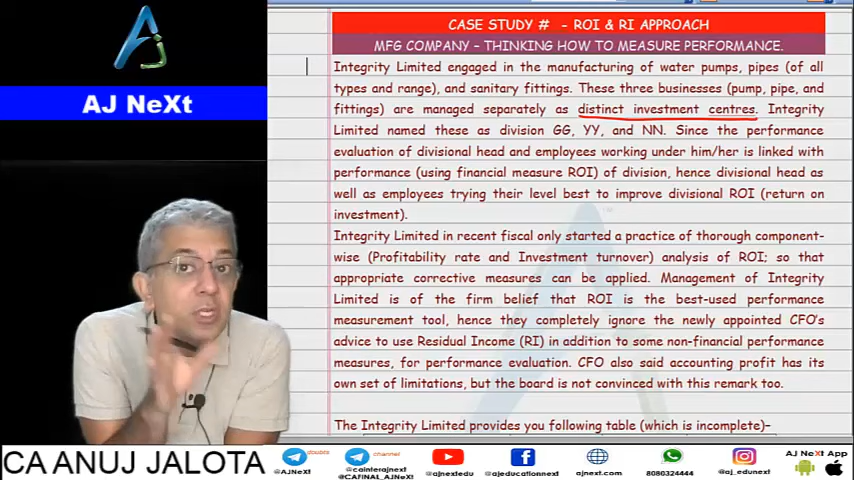 CASE STUDY # - ROI & RI APPROACH
MFG COMPANY – THINKING HOW TO MEASURE PERFORMANCE.
Integrity Limited engaged in the manufacturing of water pumps, pipes (of all
types and range), and sanitary fittings. These three businesses (pump, pipe, and
fittings) are managed separately as distinct investment centres. Integrity
Limited named these as division GG, YY, and NN. Since the performance
evaluation of divisional head and employees working under him/her is linked with
performance (using financial measure ROI) of division, hence divisional head as
well as employees trying their level best to improve divisional ROI (return on
investment).
Integrity Limited in recent fiscal only started a practice of thorough component-
wise (Profitability rate and Investment turnover) analysis of ROI; so that
appropriate corrective measures can be applied. Management of Integrity
Limited is of the firm belief that ROI is the best-used performance
measurement tool, hence they completely ignore the newly appointed CFO's
advice to use Residual Income (RI) in addition to some non-financial performance
measures, for performance evaluation. CFO also said accounting profit has its
own set of limitations, but the board is not convinced with this remark too.
The Integrity Limited provides you following table (which is incomplete)–
AJ NeXt
CA ANUJ JALOTA
doubts
@AJNeXt
channel
@cainterajnext
@CAFINAL_AJNeXt
@ajnextedu
@ajeducationnext
ajnext.com
8080324444
@aj_edunext
AJ NeXt App